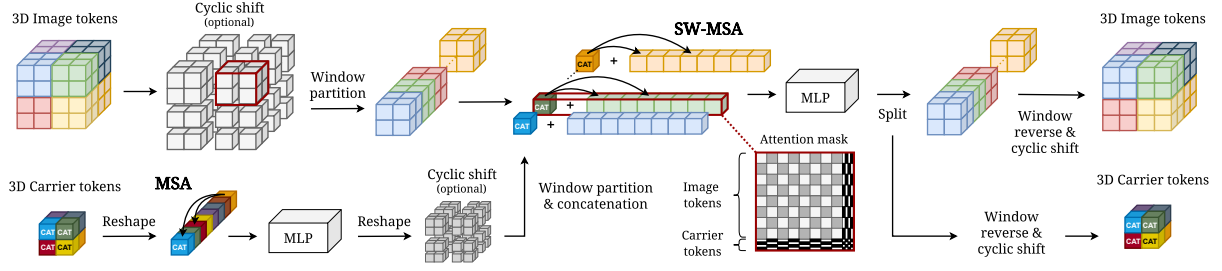 3D Image tokens
Cyclic shift
(optional)
Window
partition
SW-MSA
CAT
+
CAT
+
CAT
+
MLP
Split
3D Image tokens
Window
reverse &
cyclic shift
Attention mask
Image
tokens
Carrier
tokens
3D Carrier tokens
CAT CAT
CAT CAT
Reshape
MSA
CAT
MLP
Reshape
Cyclic shift
(optional)
Window partition
& concatenation
Window
reverse &
cyclic shift
3D Carrier tokens
CAT CAT
CAT CAT